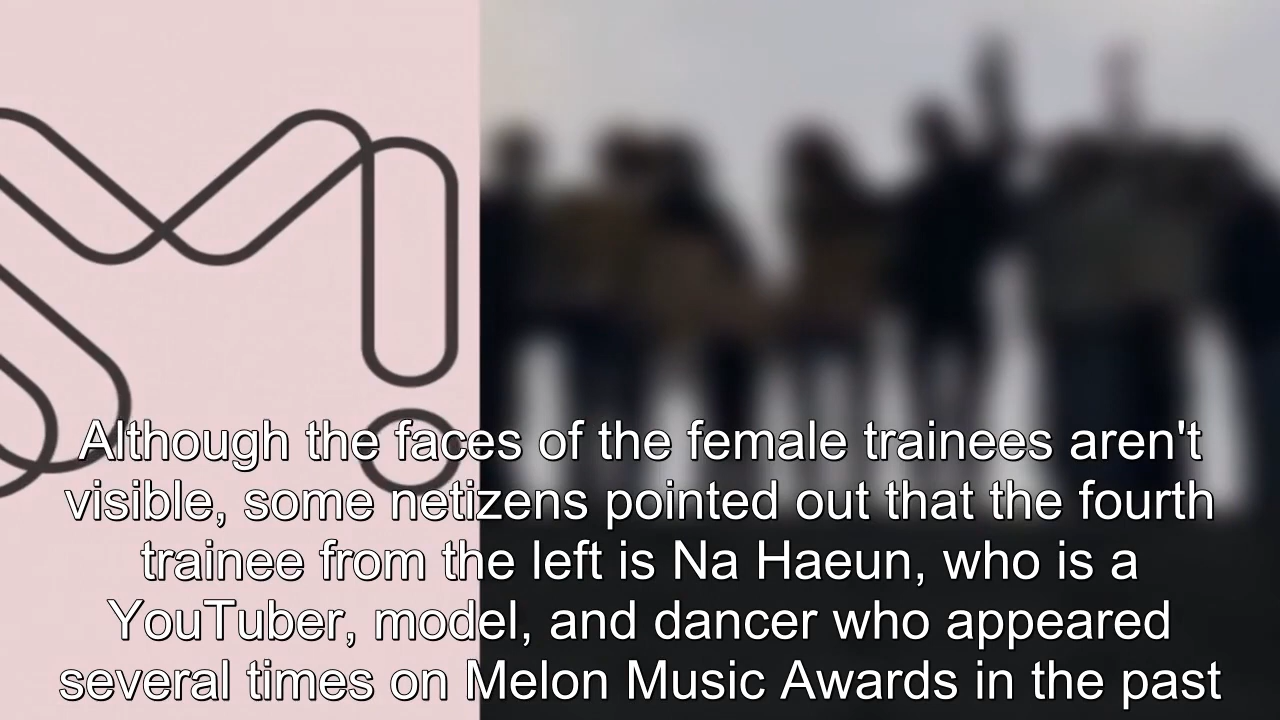 Although the faces of the female trainees aren't
visible, some netizens pointed out that the fourth
trainee from the left is Na Haeun, who is a
YouTuber, model, and dancer who appeared
several times on Melon Music Awards in the past